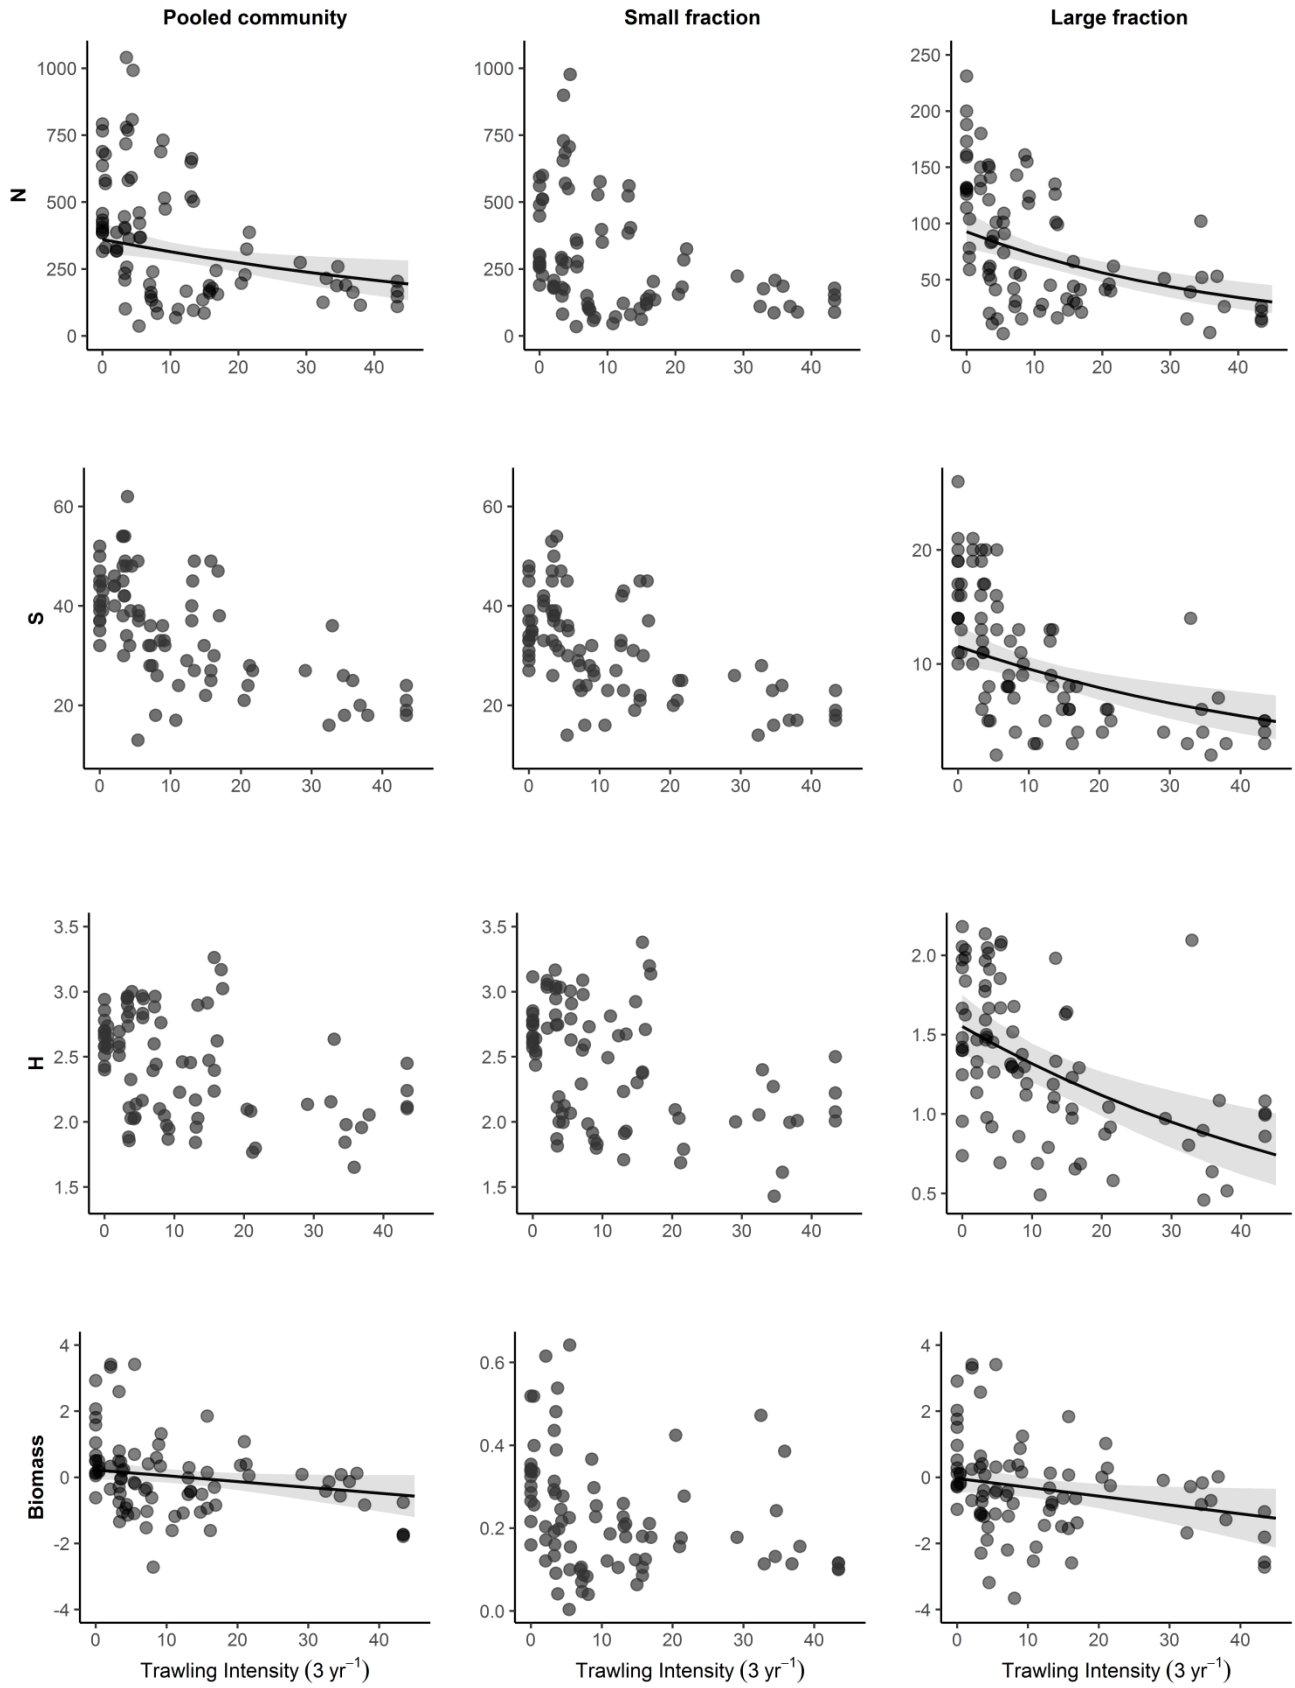 Pooled community Small fraction Large fraction
N
1000
750
500
250
0
0 10 20 30 40
1000
750
500
250
0
0 10 20 30 40
250
200
150
100
50
0
0 10 20 30 40
S
60
40
20
0 10 20 30 40
60
40
20
0 10 20 30 40
20
10
0 10 20 30 40
H
3.5
3.0
2.5
2.0
1.5
0 10 20 30 40
3.5
3.0
2.5
2.0
1.5
0 10 20 30 40
2.0
1.5
1.0
0.5
0 10 20 30 40
Biomass
4
2
0
-2
-4
0 10 20 30 40
0.6
0.4
0.2
0.0
0 10 20 30 40
4
2
0
-2
-4
0 10 20 30 40
Trawling Intensity (3 yr⁻¹) Trawling Intensity (3 yr⁻¹) Trawling Intensity (3 yr⁻¹)